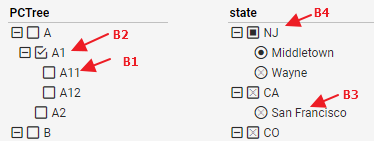 PCTree
A
A1
B2
A11
B1
A12
A2
B
state
B4
NJ
Middletown
Wayne
CA
B3
San Francisco
CO